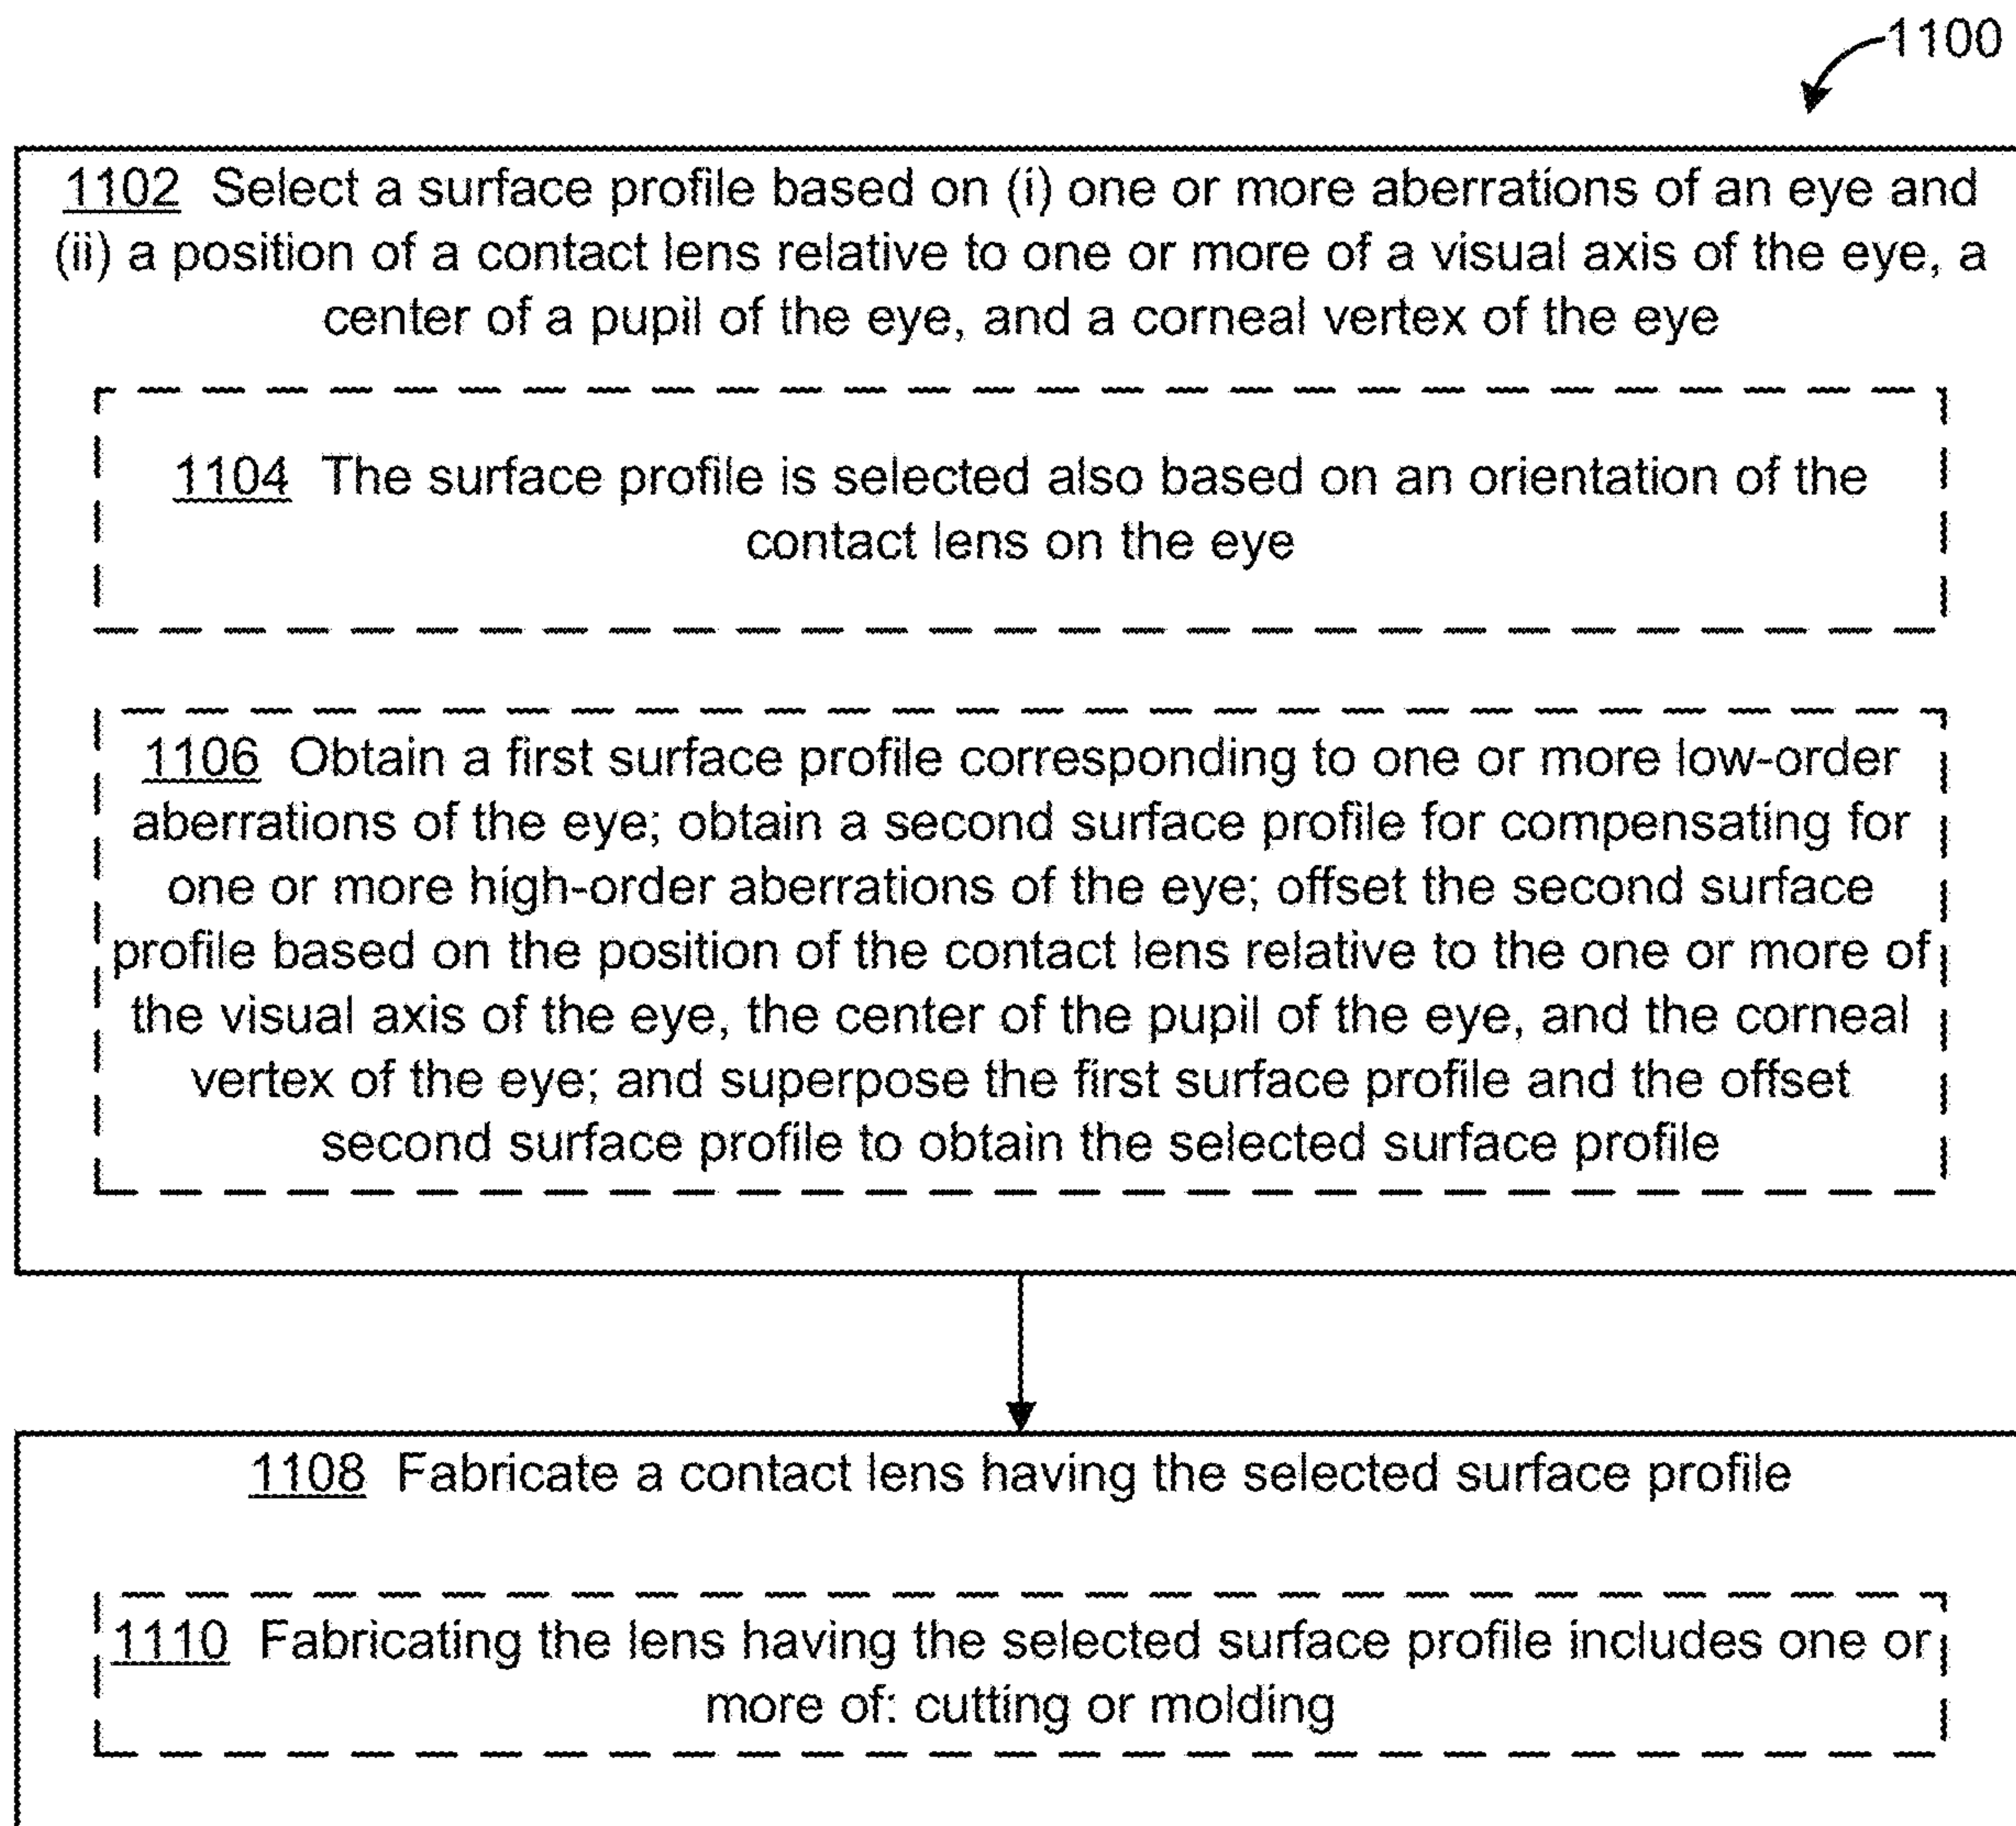 1100
1102 Select a surface profile based on (i) one or more aberrations of an eye and
(ii) a position of a contact lens relative to one or more of a visual axis of the eye, a
center of a pupil of the eye, and a corneal vertex of the eye
1104 The surface profile is selected also based on an orientation of the
contact lens on the eye
1106 Obtain a first surface profile corresponding to one or more low-order
aberrations of the eye; obtain a second surface profile for compensating for
one or more high-order aberrations of the eye; offset the second surface
profile based on the position of the contact lens relative to the one or more of
the visual axis of the eye, the center of the pupil of the eye, and the corneal
vertex of the eye; and superpose the first surface profile and the offset
second surface profile to obtain the selected surface profile
1108 Fabricate a contact lens having the selected surface profile
1110 Fabricating the lens having the selected surface profile includes one or
more of: cutting or molding